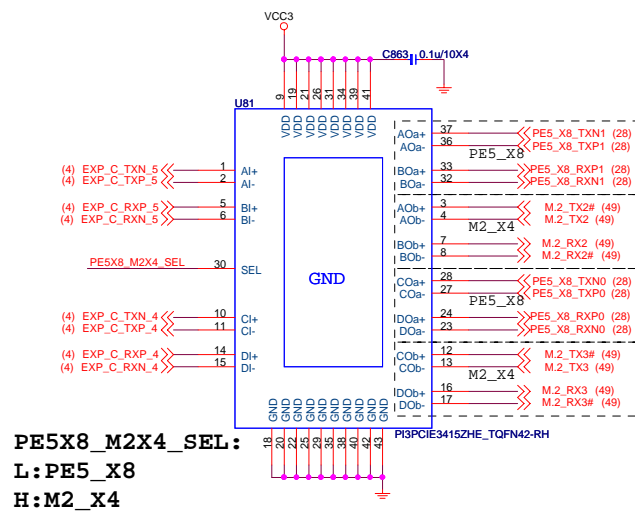 VCC3
C863 0.1u/10X4
U81
9 19 21 26 31 34 39 41
VDD VDD VDD VDD VDD VDD VDD VDD
AOa+ 37 PE5_X8_TXN1 (28)
AOa- 36 PE5_X8_TXP1 (28)
PE5_X8
(4) EXP_C_TXN_5 1 AI+
(4) EXP_C_TXP_5 2 AI-
BOa+ 33 PE5_X8_RXP1 (28)
BOa- 32 PE5_X8_RXN1 (28)
(4) EXP_C_RXP_5 5 BI+
(4) EXP_C_RXN_5 6 BI-
AOb+ 3 M.2_TX2# (49)
AOb- 4 M.2_TX2 (49)
M2_X4
BOb+ 7 M.2_RX2 (49)
BOb- 8 M.2_RX2# (49)
PE5X8_M2X4_SEL 30 SEL
GND
COa+ 28 PE5_X8_TXN0 (28)
COa- 27 PE5_X8_TXP0 (28)
PE5_X8
(4) EXP_C_TXN_4 10 CI+
(4) EXP_C_TXP_4 11 CI-
DOa+ 24 PE5_X8_RXP0 (28)
DOa- 23 PE5_X8_RXN0 (28)
(4) EXP_C_RXP_4 14 DI+
(4) EXP_C_RXN_4 15 DI-
COb+ 12 M.2_TX3# (49)
COb- 13 M.2_TX3 (49)
M2_X4
DOb+ 16 M.2_RX3 (49)
DOb- 17 M.2_RX3# (49)
GND GND GND GND GND GND GND GND GND GND
18 20 22 25 29 35 38 40 42 43
PI3PCIE3415ZHE_TQFN42-RH
PE5X8_M2X4_SEL:
L:PE5_X8
H:M2_X4